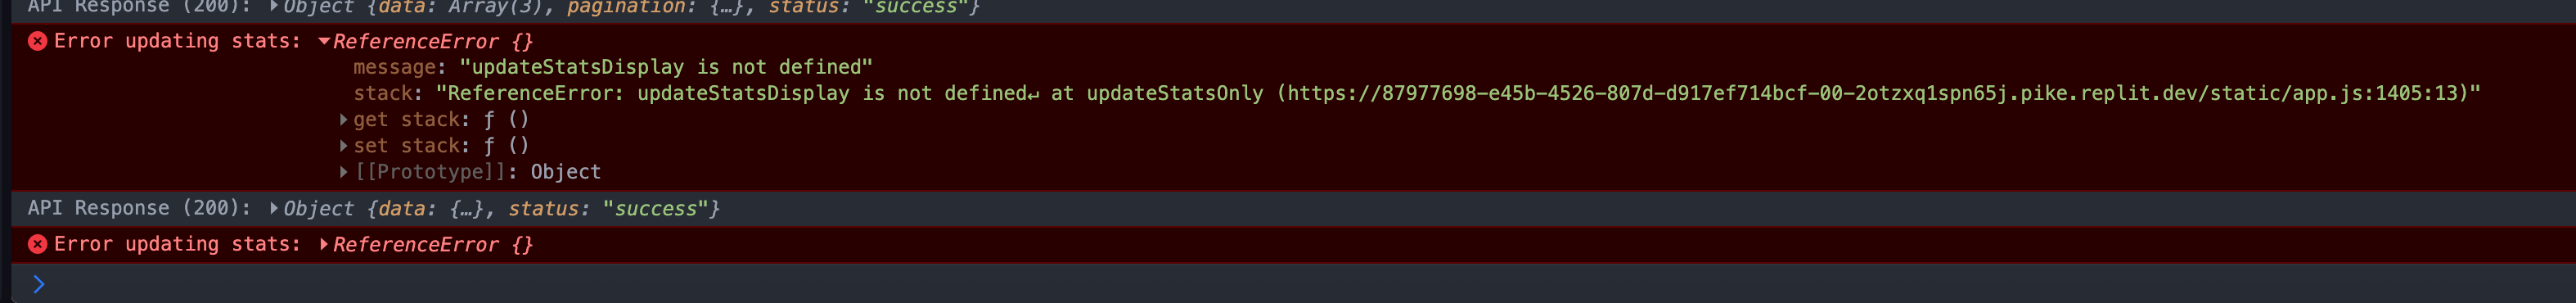 API Response (200): ▶Object {data: Array(3), pagination: {…}, status: "success"}
Error updating stats: ▼ReferenceError {}
message: "updateStatsDisplay is not defined"
stack: "ReferenceError: updateStatsDisplay is not defined↵ at updateStatsOnly (https://87977698-e45b-4526-807d-d917ef714bcf-00-2otzxq1spn65j.pike.replit.dev/static/app.js:1405:13)"
▶get stack: ƒ ()
▶set stack: ƒ ()
▶[[Prototype]]: Object
API Response (200): ▶Object {data: {…}, status: "success"}
Error updating stats: ▶ReferenceError {}